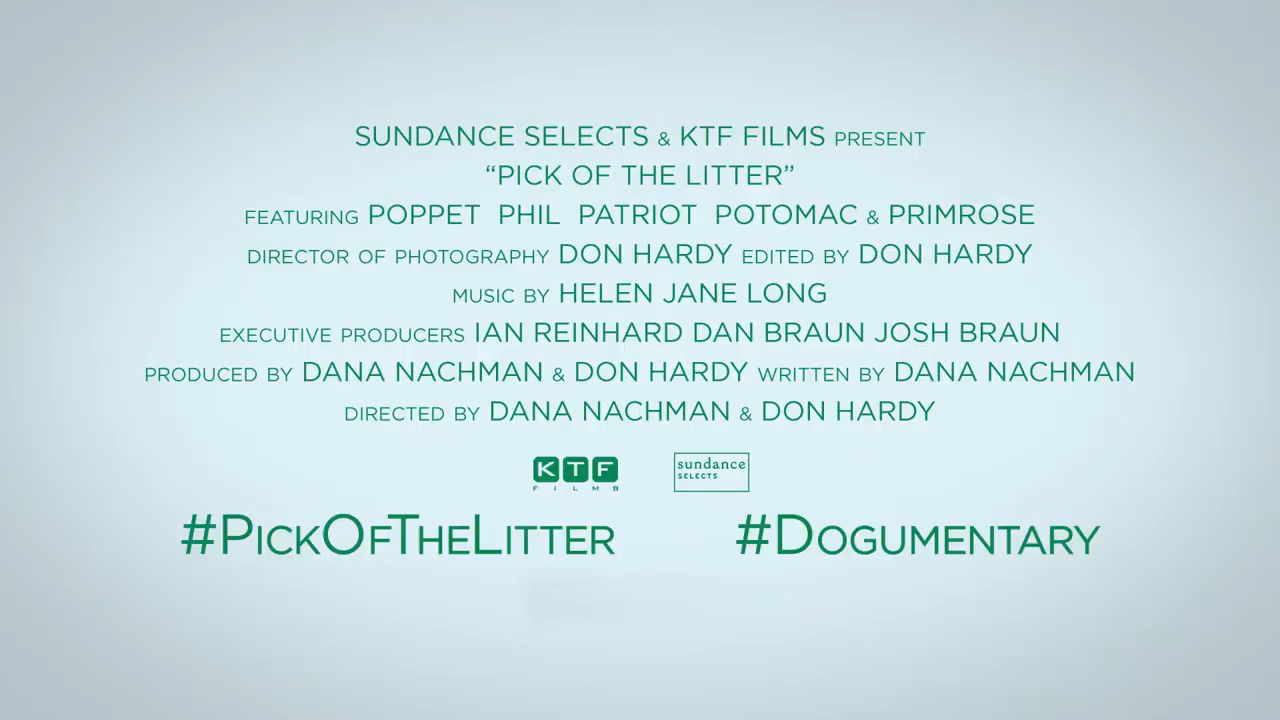 SUNDANCE SELECTS & KTF FILMS PRESENT
“PICK OF THE LITTER”
FEATURING POPPET PHIL PATRIOT POTOMAC & PRIMROSE
DIRECTOR OF PHOTOGRAPHY DON HARDY EDITED BY DON HARDY
MUSIC BY HELEN JANE LONG
EXECUTIVE PRODUCERS IAN REINHARD DAN BRAUN JOSH BRAUN
PRODUCED BY DANA NACHMAN & DON HARDY WRITTEN BY DANA NACHMAN
DIRECTED BY DANA NACHMAN & DON HARDY
KTF
FILMS
sundance
SELECTS
#PICKOFTHELITTER #DOGUMENTARY